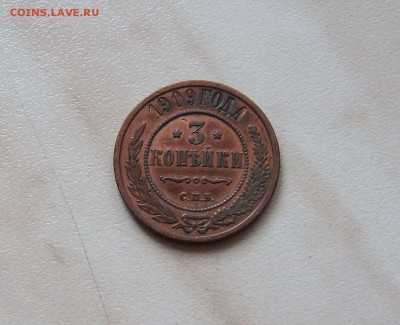 COINS.LAVE.RU
1909 ГОДА
3
КОПѢЙКИ
С.П.Б.